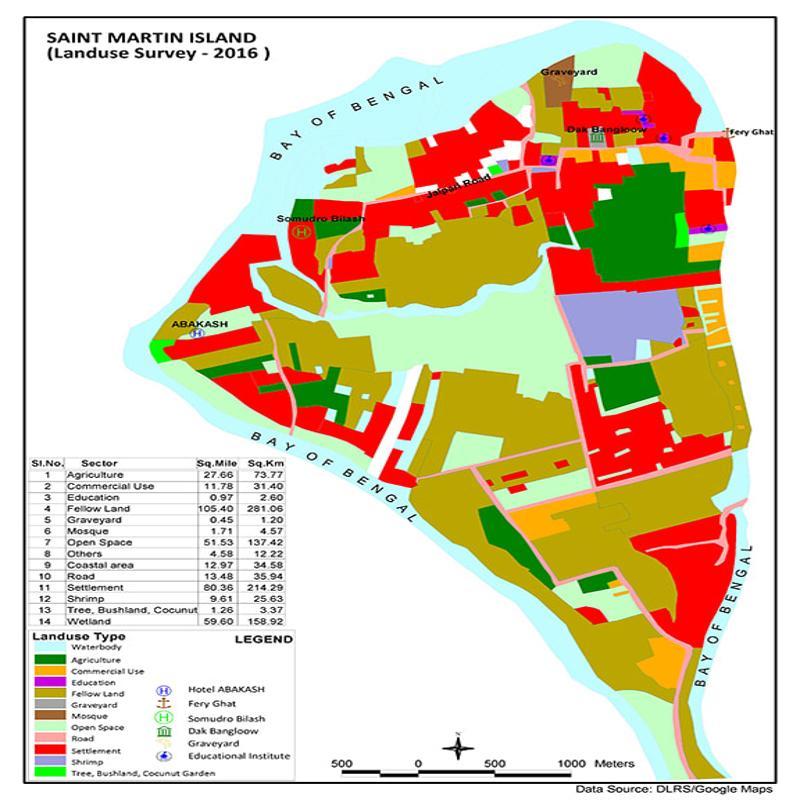 SAINT MARTIN ISLAND
(Landuse Survey - 2016 )
BAY OF BENGAL
Graveyard
Dak Bangloow
Fery Ghat
Jalpari Road
Somudro Bilash
ABAKASH
BAY OF BENGAL
BAY OF BENGAL
Sl.No. Sector Sq.Mile Sq.Km
1 Agriculture 27.66 73.77
2 Commercial Use 11.78 31.40
3 Education 0.97 2.60
4 Fellow Land 105.40 281.06
5 Graveyard 0.45 1.20
6 Mosque 1.71 4.57
7 Open Space 51.53 137.42
8 Others 4.58 12.22
9 Coastal area 12.97 34.58
10 Road 13.48 35.94
11 Settlement 80.36 214.29
12 Shrimp 9.61 25.63
13 Tree, Bushland, Cocunut 1.26 3.37
14 Wetland 59.60 158.92
Landuse Type LEGEND
Waterbody
Agriculture
Commercial Use
Education
Fellow Land
Graveyard
Mosque
Open Space
Road
Settlement
Shrimp
Tree, Bushland, Cocunut Garden
Hotel ABAKASH
Fery Ghat
Somudro Bilash
Dak Bangloow
Graveyard
Educational Institute
500 0 500 1000 Meters
Data Source: DLRS/Google Maps